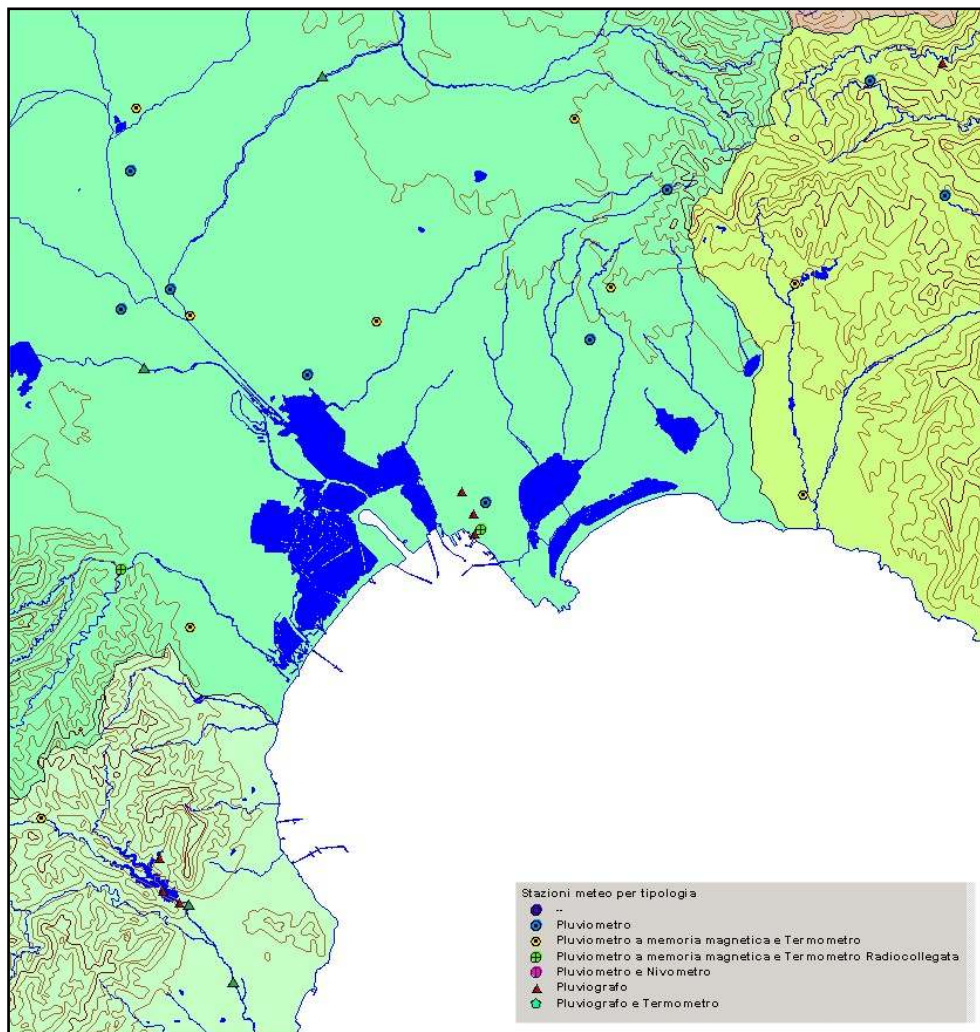 Stazioni meteo per tipologia
--
Pluviometro
Pluviometro a memoria magnetica e Termometro
Pluviometro a memoria magnetica e Termometro Radiocollegata
Pluviometro e Nivometro
Pluviografo
Pluviografo e Termometro